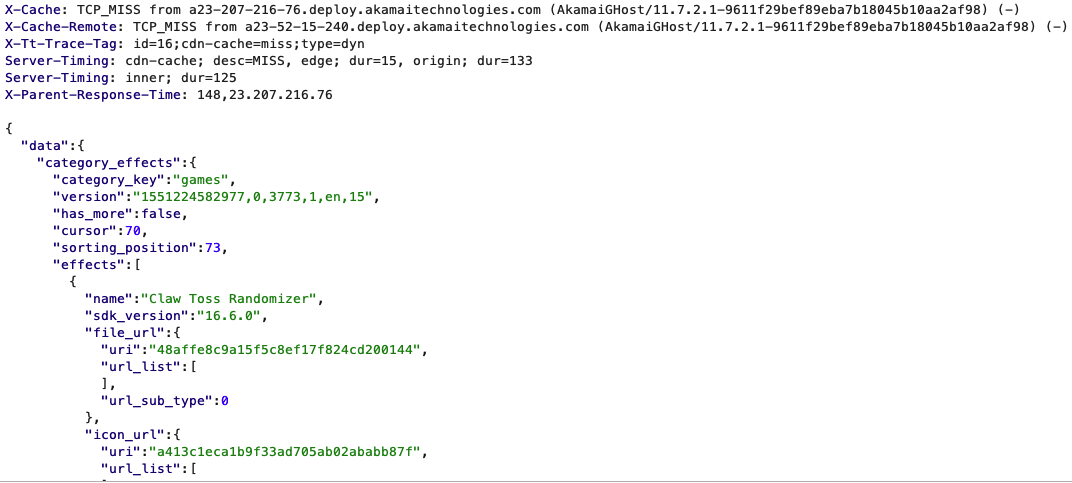 X-Cache: TCP_MISS from a23-207-216-76.deploy.akamaitechnologies.com (AkamaiGHost/11.7.2.1-9611f29bef89eba7b18045b10aa2af98) (-)
X-Cache-Remote: TCP_MISS from a23-52-15-240.deploy.akamaitechnologies.com (AkamaiGHost/11.7.2.1-9611f29bef89eba7b18045b10aa2af98) (-)
X-Tt-Trace-Tag: id=16;cdn-cache=miss;type=dyn
Server-Timing: cdn-cache; desc=MISS, edge; dur=15, origin; dur=133
Server-Timing: inner; dur=125
X-Parent-Response-Time: 148,23.207.216.76

{
  "data":{
    "category_effects":{
      "category_key":"games",
      "version":"1551224582977,0,3773,1,en,15",
      "has_more":false,
      "cursor":70,
      "sorting_position":73,
      "effects":[
        {
          "name":"Claw Toss Randomizer",
          "sdk_version":"16.6.0",
          "file_url":{
            "uri":"48affe8c9a15f5c8ef17f824cd200144",
            "url_list":[
            ],
            "url_sub_type":0
          },
          "icon_url":{
            "uri":"a413c1eca1b9f33ad705ab02ababb87f",
            "url_list":[